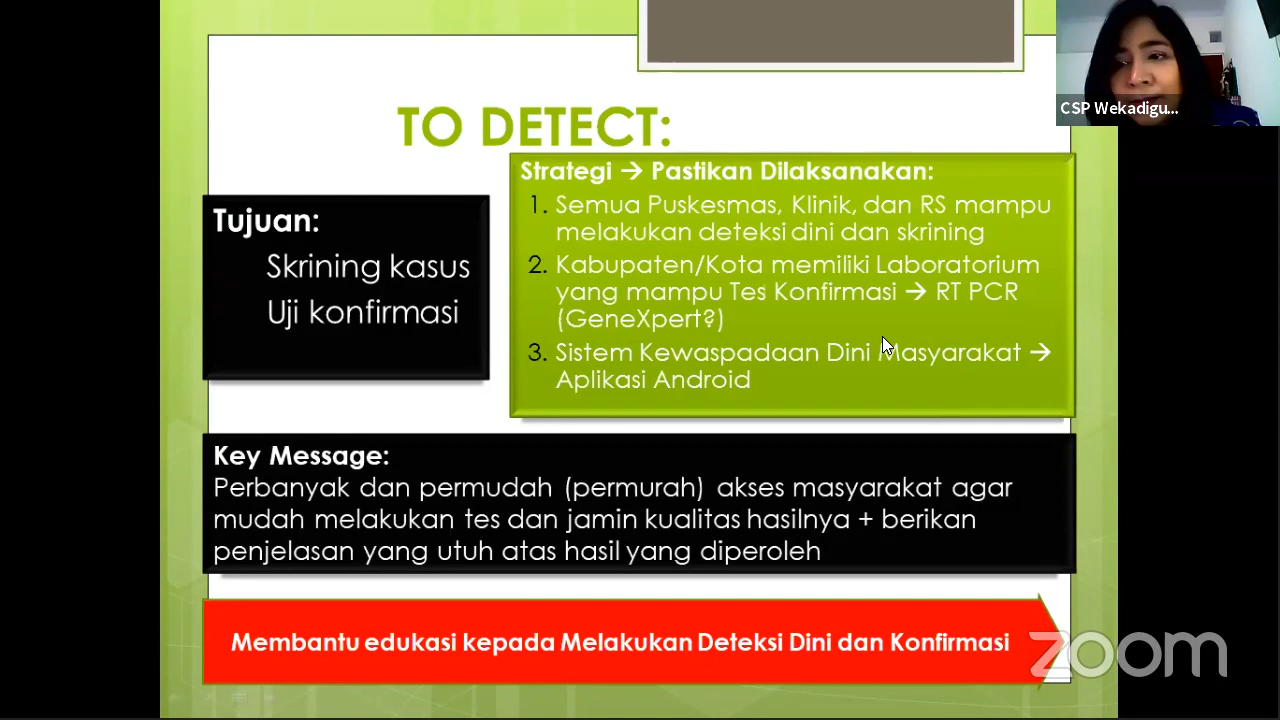 CSP Wekadigu...
TO DETECT:
Tujuan:
Skrining kasus
Uji konfirmasi
Strategi → Pastikan Dilaksanakan:
1. Semua Puskesmas, Klinik, dan RS mampu
melakukan deteksi dini dan skrining
2. Kabupaten/Kota memiliki Laboratorium
yang mampu Tes Konfirmasi → RT PCR
(GeneXpert?)
3. Sistem Kewaspadaan Dini Masyarakat →
Aplikasi Android
Key Message:
Perbanyak dan permudah (permurah) akses masyarakat agar
mudah melakukan tes dan jamin kualitas hasilnya + berikan
penjelasan yang utuh atas hasil yang diperoleh
Membantu edukasi kepada Melakukan Deteksi Dini dan Konfirmasi
zoom